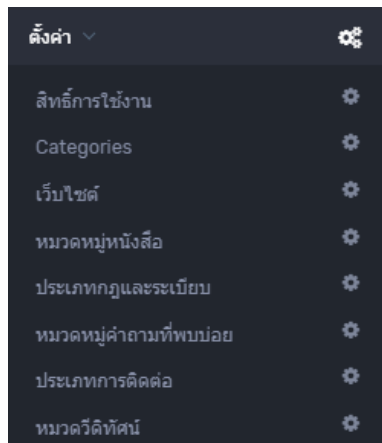 ตั้งค่า
สิทธิ์การใช้งาน
Categories
เว็บไซต์
หมวดหมู่หนังสือ
ประเภทกฎและระเบียบ
หมวดหมู่คำถามที่พบบ่อย
ประเภทการติดต่อ
หมวดวีดิทัศน์